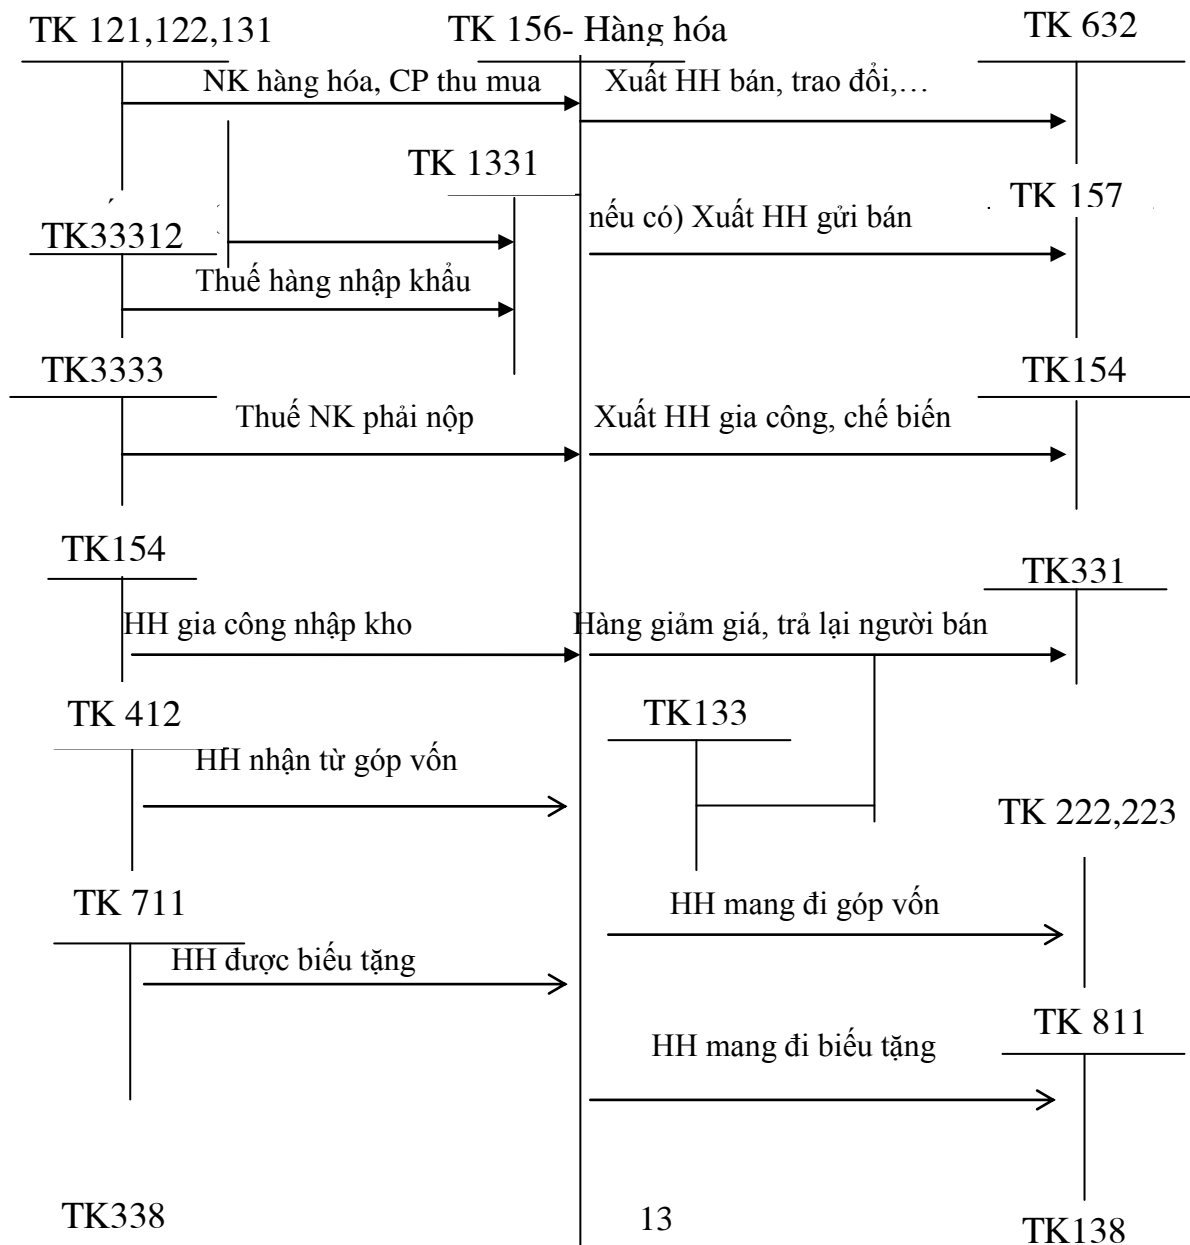 TK 121,122,131
TK 156- Hàng hóa
TK 632
NK hàng hóa, CP thu mua
Xuất HH bán, trao đổi,…
TK 1331
TK 157
TK33312
nếu có) Xuất HH gửi bán
Thuế hàng nhập khẩu
TK3333
TK154
Thuế NK phải nộp
Xuất HH gia công, chế biến
TK154
TK331
HH gia công nhập kho
Hàng giảm giá, trả lại người bán
TK 412
TK133
HH nhận từ góp vốn
TK 222,223
TK 711
HH mang đi góp vốn
HH được biếu tặng
TK 811
HH mang đi biếu tặng
TK338
13
TK138